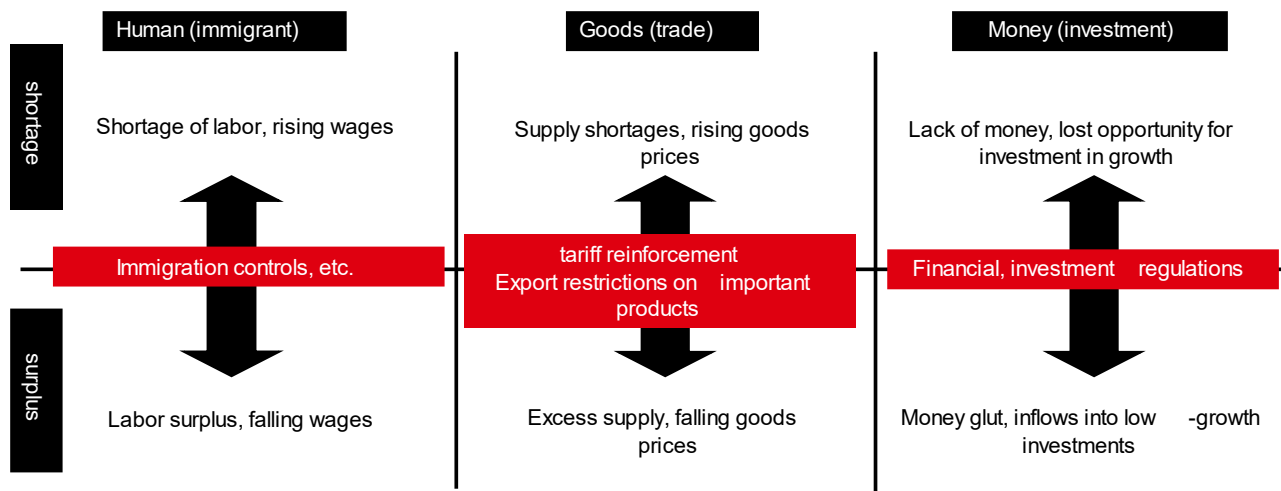 Human (immigrant)
Goods (trade)
Money (investment)
shortage
Shortage of labor, rising wages
Supply shortages, rising goods
prices
Lack of money, lost opportunity for
investment in growth
Immigration controls, etc.
tariff reinforcement
Export restrictions on important
products
Financial, investment regulations
surplus
Labor surplus, falling wages
Excess supply, falling goods
prices
Money glut, inflows into low -growth
investments